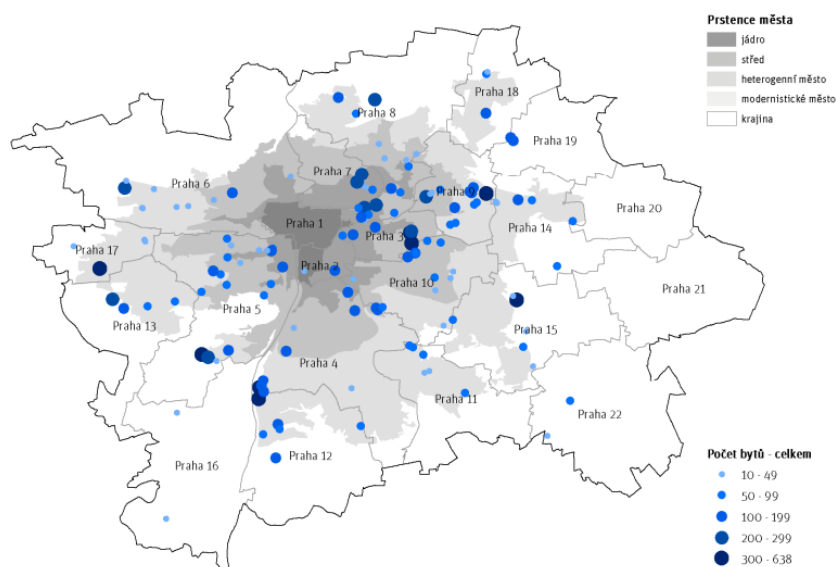 Prstence města
jádro
střed
heterogenní město
modernistické město
krajina
Praha 18
Praha 8
Praha 19
Praha 7
Praha 6
Praha 9
Praha 20
Praha 1
Praha 14
Praha 3
Praha 17
Praha 2
Praha 10
Praha 21
Praha 5
Praha 13
Praha 15
Praha 4
Praha 11
Praha 22
Praha 12
Praha 16
Počet bytů - celkem
10 - 49
50 - 99
100 - 199
200 - 299
300 - 638